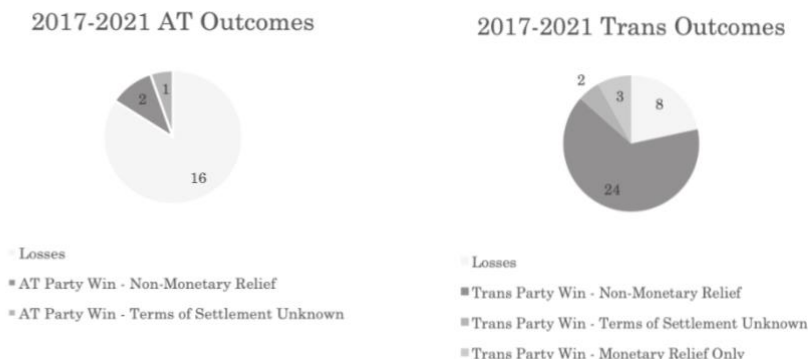 2017-2021 AT Outcomes
2
1
16
Losses
AT Party Win - Non-Monetary Relief
AT Party Win - Terms of Settlement Unknown
2017-2021 Trans Outcomes
2
3
8
24
Losses
Trans Party Win - Non-Monetary Relief
Trans Party Win - Terms of Settlement Unknown
Trans Party Win - Monetary Relief Only